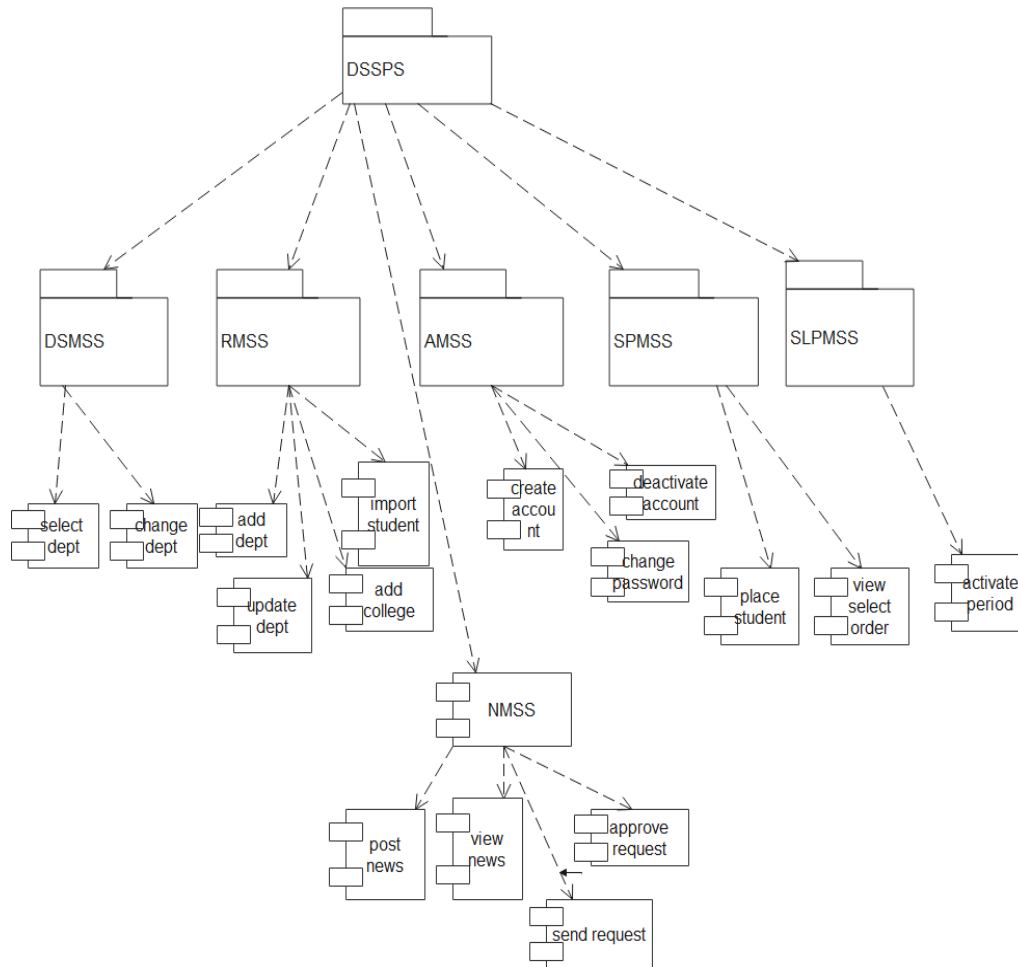 DSSPS
DSMSS
RMSS
AMSS
SPMSS
SLPMSS
select
dept
change
dept
add
dept
import
student
create
accou
nt
deactivate
account
update
dept
add
college
change
password
place
student
view
select
order
activate
period
NMSS
post
news
view
news
approve
request
send request